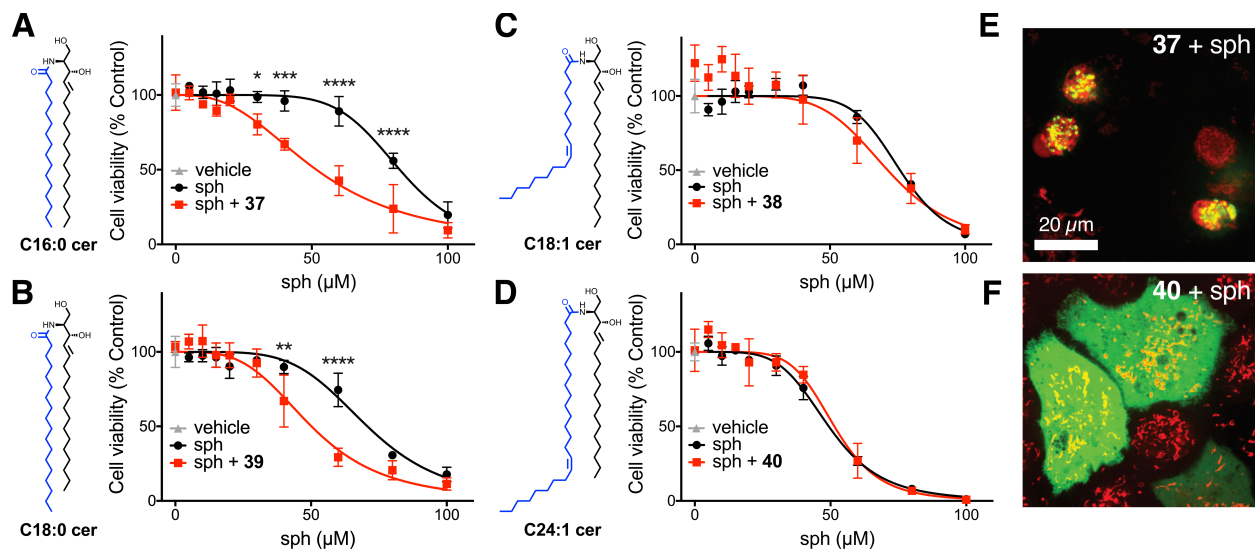 A
HO
HN
O
OH
C16:0 cer
Cell viability (% Control)
100
50
0
* *** **** ****
vehicle
sph
sph + 37
0 50 100
sph (µM)
C
HO
O
N
H
OH
C18:1 cer
Cell viability (% Control)
100
50
0
vehicle
sph
sph + 38
0 50 100
sph (µM)
E
37 + sph
20 µm
B
HO
HN
O
OH
C18:0 cer
Cell viability (% Control)
100
50
0
** ****
vehicle
sph
sph + 39
0 50 100
sph (µM)
D
HO
O
N
H
OH
C24:1 cer
Cell viability (% Control)
100
50
0
vehicle
sph
sph + 40
0 50 100
sph (µM)
F
40 + sph